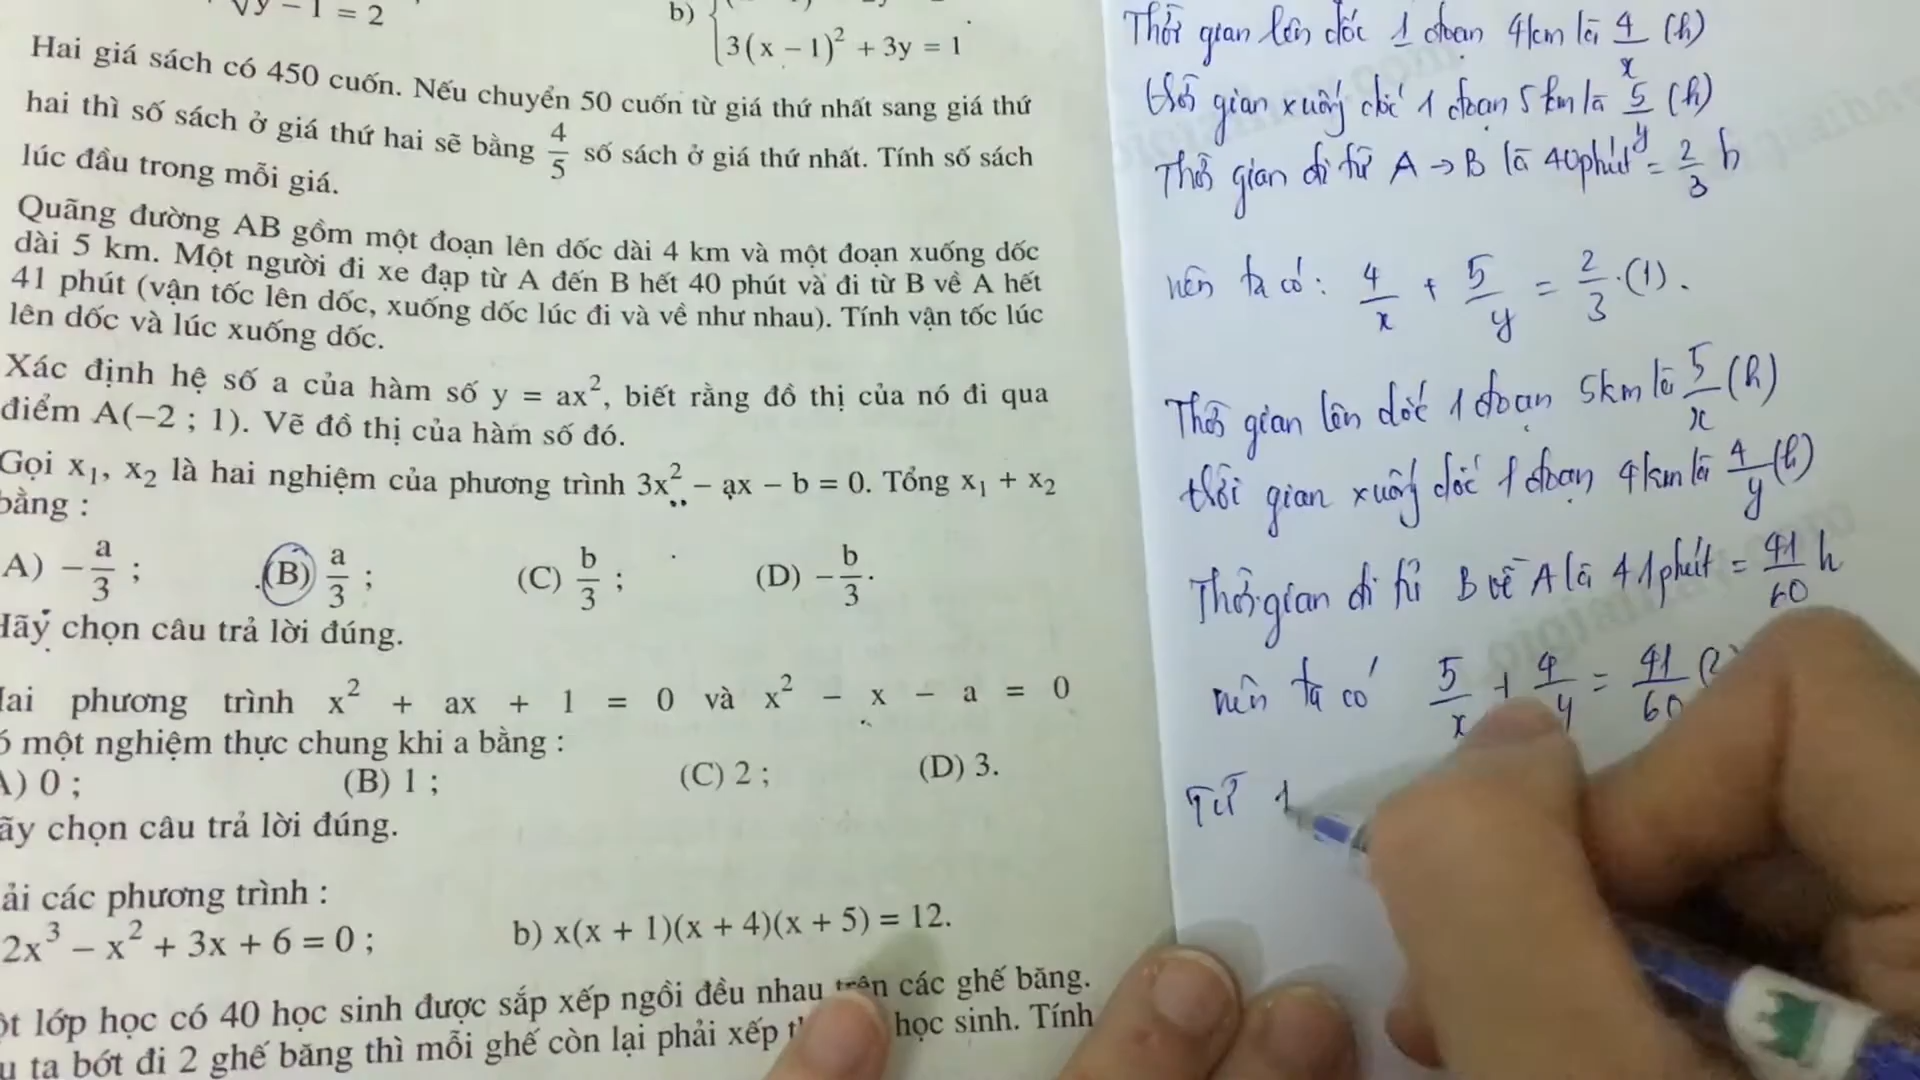 √y − 1 = 2
b) {
3(x − 1)² + 3y = 1
Hai giá sách có 450 cuốn. Nếu chuyển 50 cuốn từ giá thứ nhất sang giá thứ
hai thì số sách ở giá thứ hai sẽ bằng 4/5 số sách ở giá thứ nhất. Tính số sách
lúc đầu trong mỗi giá.
Quãng đường AB gồm một đoạn lên dốc dài 4 km và một đoạn xuống dốc
dài 5 km. Một người đi xe đạp từ A đến B hết 40 phút và đi từ B về A hết
41 phút (vận tốc lên dốc, xuống dốc lúc đi và về như nhau). Tính vận tốc lúc
lên dốc và lúc xuống dốc.
Xác định hệ số a của hàm số y = ax², biết rằng đồ thị của nó đi qua
điểm A(−2 ; 1). Vẽ đồ thị của hàm số đó.
Gọi x₁, x₂ là hai nghiệm của phương trình 3x² − ax − b = 0. Tổng x₁ + x₂
bằng :
A) −a/3 ; (B) a/3 ; (C) b/3 ; (D) −b/3.
Hãy chọn câu trả lời đúng.
Hai phương trình x² + ax + 1 = 0 và x² − x − a = 0
ó một nghiệm thực chung khi a bằng :
A) 0 ; (B) 1 ; (C) 2 ; (D) 3.
ãy chọn câu trả lời đúng.
ải các phương trình :
2x³ − x² + 3x + 6 = 0 ; b) x(x + 1)(x + 4)(x + 5) = 12.
ột lớp học có 40 học sinh được sắp xếp ngồi đều nhau trên các ghế băng.
u ta bớt đi 2 ghế băng thì mỗi ghế còn lại phải xếp học sinh. Tính
Thời gian lên dốc 1 đoạn 4km là 4/x (h)
thời gian xuống dốc 1 đoạn 5km là 5/y (h)
Thời gian đi từ A → B là 40phút = 2/3 h
nên ta có: 4/x + 5/y = 2/3 . (1).
Thời gian lên dốc 1 đoạn 5km là 5/x (h)
thời gian xuống dốc 1 đoạn 4km là 4/y (h)
Thời gian đi từ B về A là 41phút = 41/60 h
nên ta có 5/x + 4/y = 41/60 (2)
Từ 1